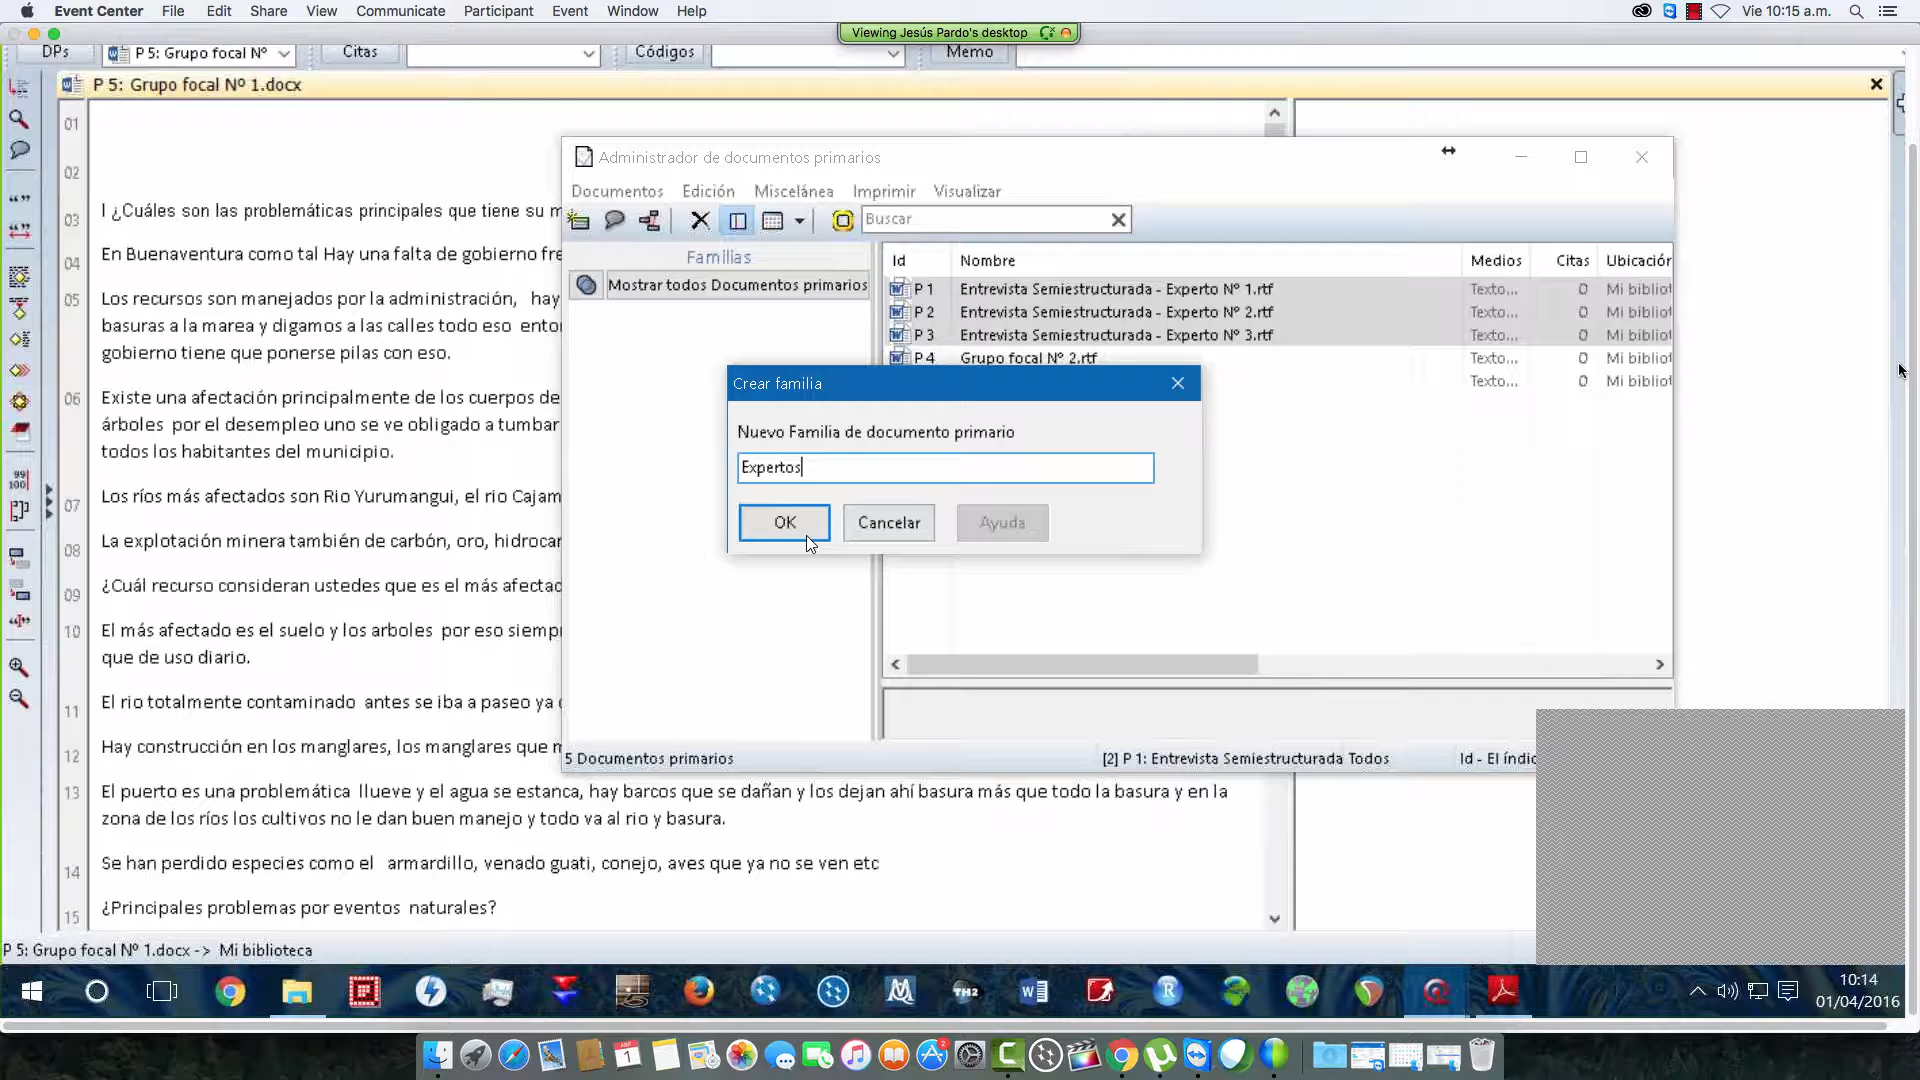 Event Center File Edit Share View Communicate Participant Event Window Help
Vie 10:15 a.m.
Viewing Jesús Pardo's desktop
DPs P 5: Grupo focal Nº Citas Códigos Memo
P 5: Grupo focal Nº 1.docx
01
02
03 I ¿Cuáles son las problemáticas principales que tiene su m
04 En Buenaventura como tal Hay una falta de gobierno fre
05 Los recursos son manejados por la administración, hay
basuras a la marea y digamos a las calles todo eso entor
gobierno tiene que ponerse pilas con eso.
06 Existe una afectación principalmente de los cuerpos de
árboles por el desempleo uno se ve obligado a tumbar
todos los habitantes del municipio.
07 Los ríos más afectados son Rio Yurumangui, el rio Cajam
08 La explotación minera también de carbón, oro, hidrocar
09 ¿Cuál recurso consideran ustedes que es el más afectad
10 El más afectado es el suelo y los arboles por eso siempr
que de uso diario.
11 El rio totalmente contaminado antes se iba a paseo ya
12 Hay construcción en los manglares, los manglares que m
13 El puerto es una problemática llueve y el agua se estanca, hay barcos que se dañan y los dejan ahí basura más que todo la basura y en la
zona de los ríos los cultivos no le dan buen manejo y todo va al rio y basura.
14 Se han perdido especies como el armardillo, venado guati, conejo, aves que ya no se ven etc
15 ¿Principales problemas por eventos naturales?
Administrador de documentos primarios
Documentos Edición Miscelánea Imprimir Visualizar
Buscar
Familias
Mostrar todos Documentos primarios
Id Nombre Medios Citas Ubicación
P 1 Entrevista Semiestructurada - Experto Nº 1.rtf Texto... 0 Mi bibliot
P 2 Entrevista Semiestructurada - Experto Nº 2.rtf Texto... 0 Mi bibliot
P 3 Entrevista Semiestructurada - Experto Nº 3.rtf Texto... 0 Mi bibliot
P 4 Grupo focal Nº 2.rtf Texto... 0 Mi bibliot
Texto... 0 Mi bibliot
Crear familia
Nuevo Familia de documento primario
Expertos
OK Cancelar Ayuda
5 Documentos primarios [2] P 1: Entrevista Semiestructurada Todos Id - El índic
P 5: Grupo focal Nº 1.docx -> Mi biblioteca
TH2
10:14
01/04/2016